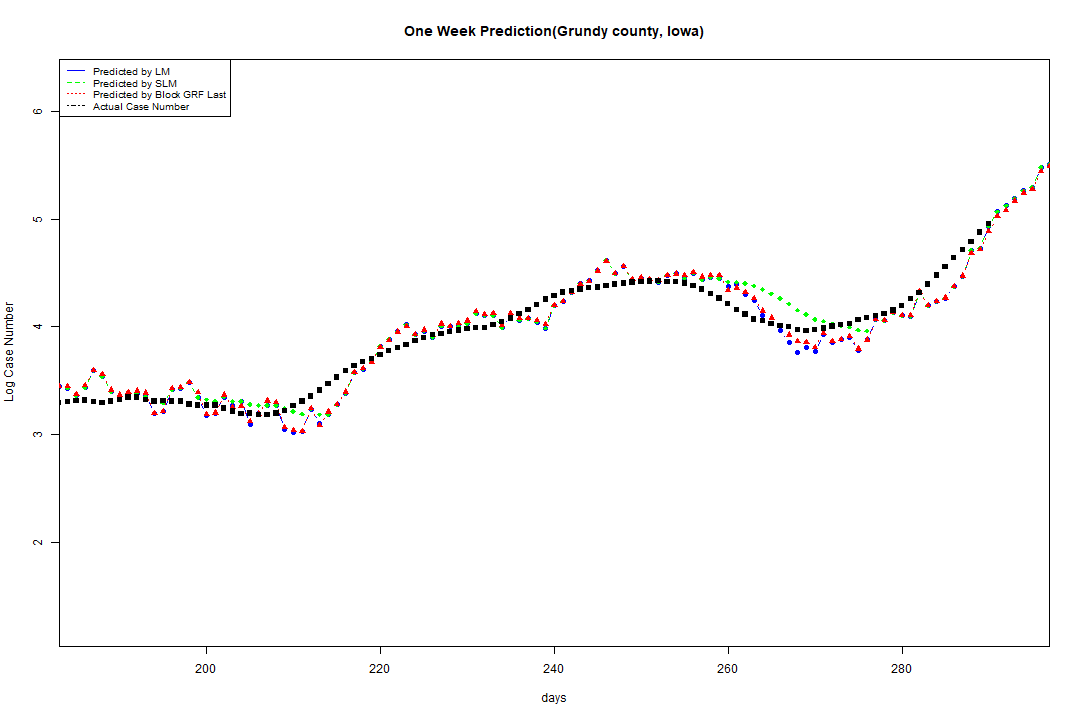 One Week Prediction(Grundy county, Iowa)
Predicted by LM
Predicted by SLM
Predicted by Block GRF Last
Actual Case Number
6
5
4
3
2
Log Case Number
200 220 240 260 280
days